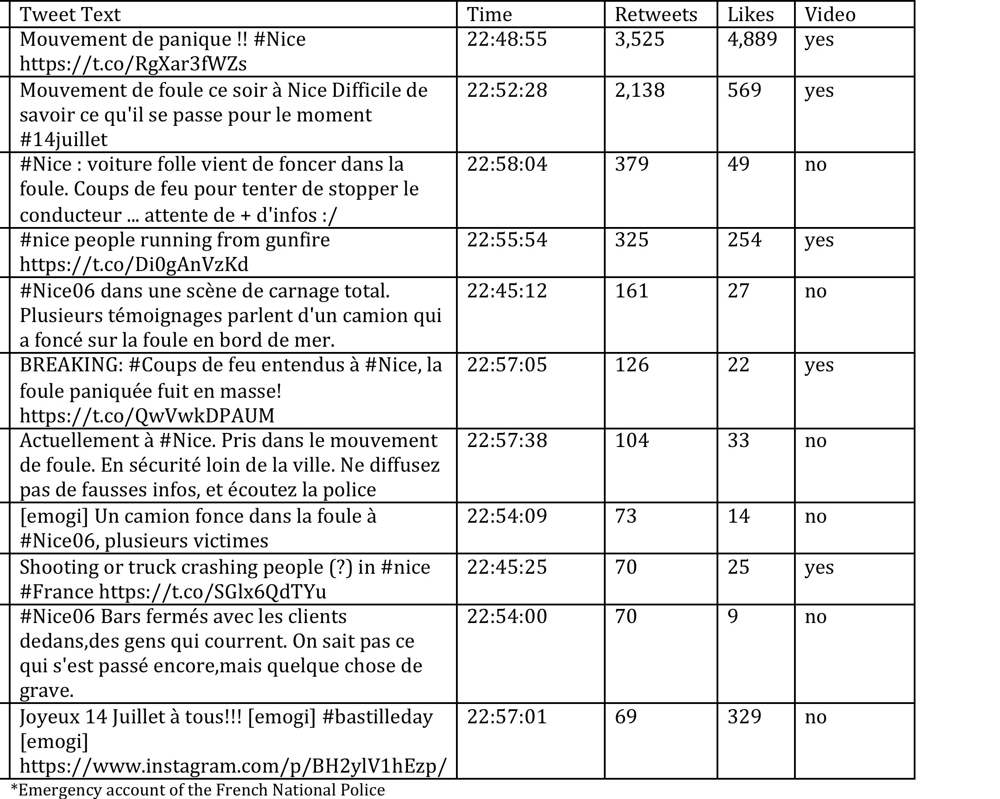 Tweet Text Time Retweets Likes Video
Mouvement de panique !! #Nice 22:48:55 3,525 4,889 yes
https://t.co/RgXar3fWZs
Mouvement de foule ce soir à Nice Difficile de 22:52:28 2,138 569 yes
savoir ce qu'il se passe pour le moment
#14juillet
#Nice : voiture folle vient de foncer dans la 22:58:04 379 49 no
foule. Coups de feu pour tenter de stopper le
conducteur ... attente de + d'infos :/
#nice people running from gunfire 22:55:54 325 254 yes
https://t.co/Di0gAnVzKd
#Nice06 dans une scène de carnage total. 22:45:12 161 27 no
Plusieurs témoignages parlent d'un camion qui
a foncé sur la foule en bord de mer.
BREAKING: #Coups de feu entendus à #Nice, la 22:57:05 126 22 yes
foule paniquée fuit en masse!
https://t.co/QwVwkDPAUM
Actuellement à #Nice. Pris dans le mouvement 22:57:38 104 33 no
de foule. En sécurité loin de la ville. Ne diffusez
pas de fausses infos, et écoutez la police
[emogi] Un camion fonce dans la foule à 22:54:09 73 14 no
#Nice06, plusieurs victimes
Shooting or truck crashing people (?) in #nice 22:45:25 70 25 yes
#France https://t.co/SGlx6QdTYu
#Nice06 Bars fermés avec les clients 22:54:00 70 9 no
dedans,des gens qui courrent. On sait pas ce
qui s'est passé encore,mais quelque chose de
grave.
Joyeux 14 Juillet à tous!!! [emogi] #bastilleday 22:57:01 69 329 no
[emogi]
https://www.instagram.com/p/BH2ylV1hEzp/
*Emergency account of the French National Police